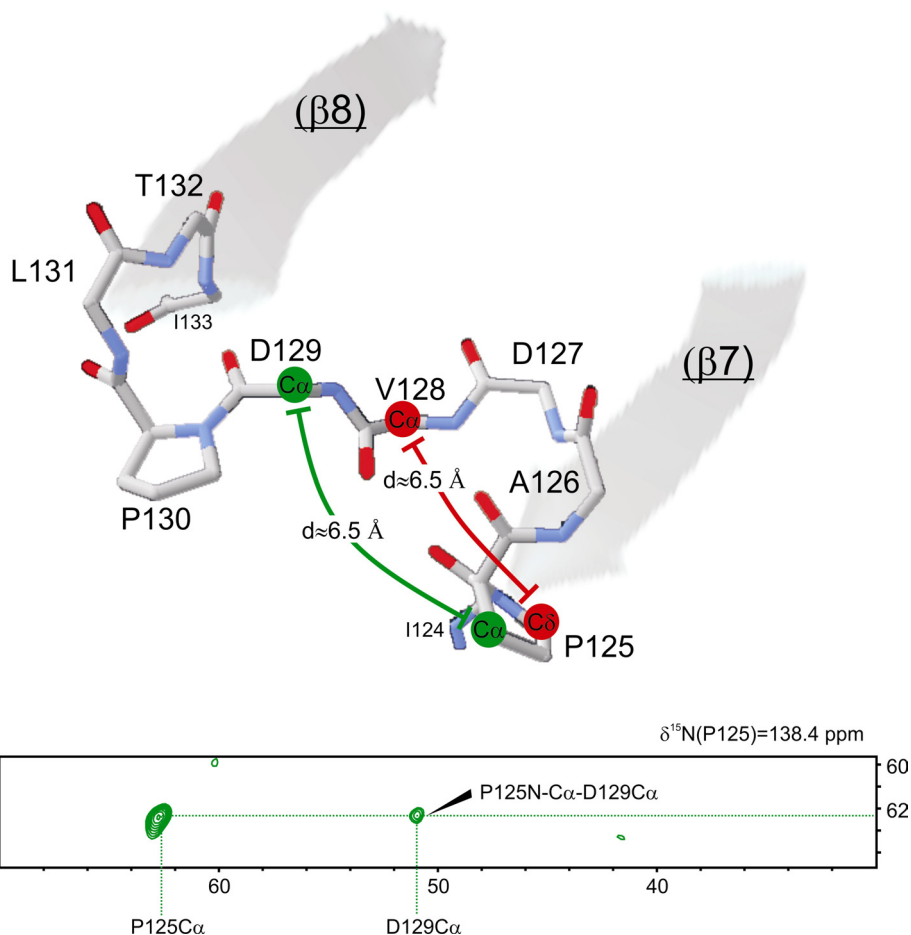 (β8)
T132
L131
I133
(β7)
D129
D127
Cα
V128
Cα
d≈6.5 Å
A126
P130
d≈6.5 Å
I124
Cα
Cδ
P125
δ¹⁵N(P125)=138.4 ppm
60
P125N-Cα-D129Cα
62
60
50
40
P125Cα
D129Cα